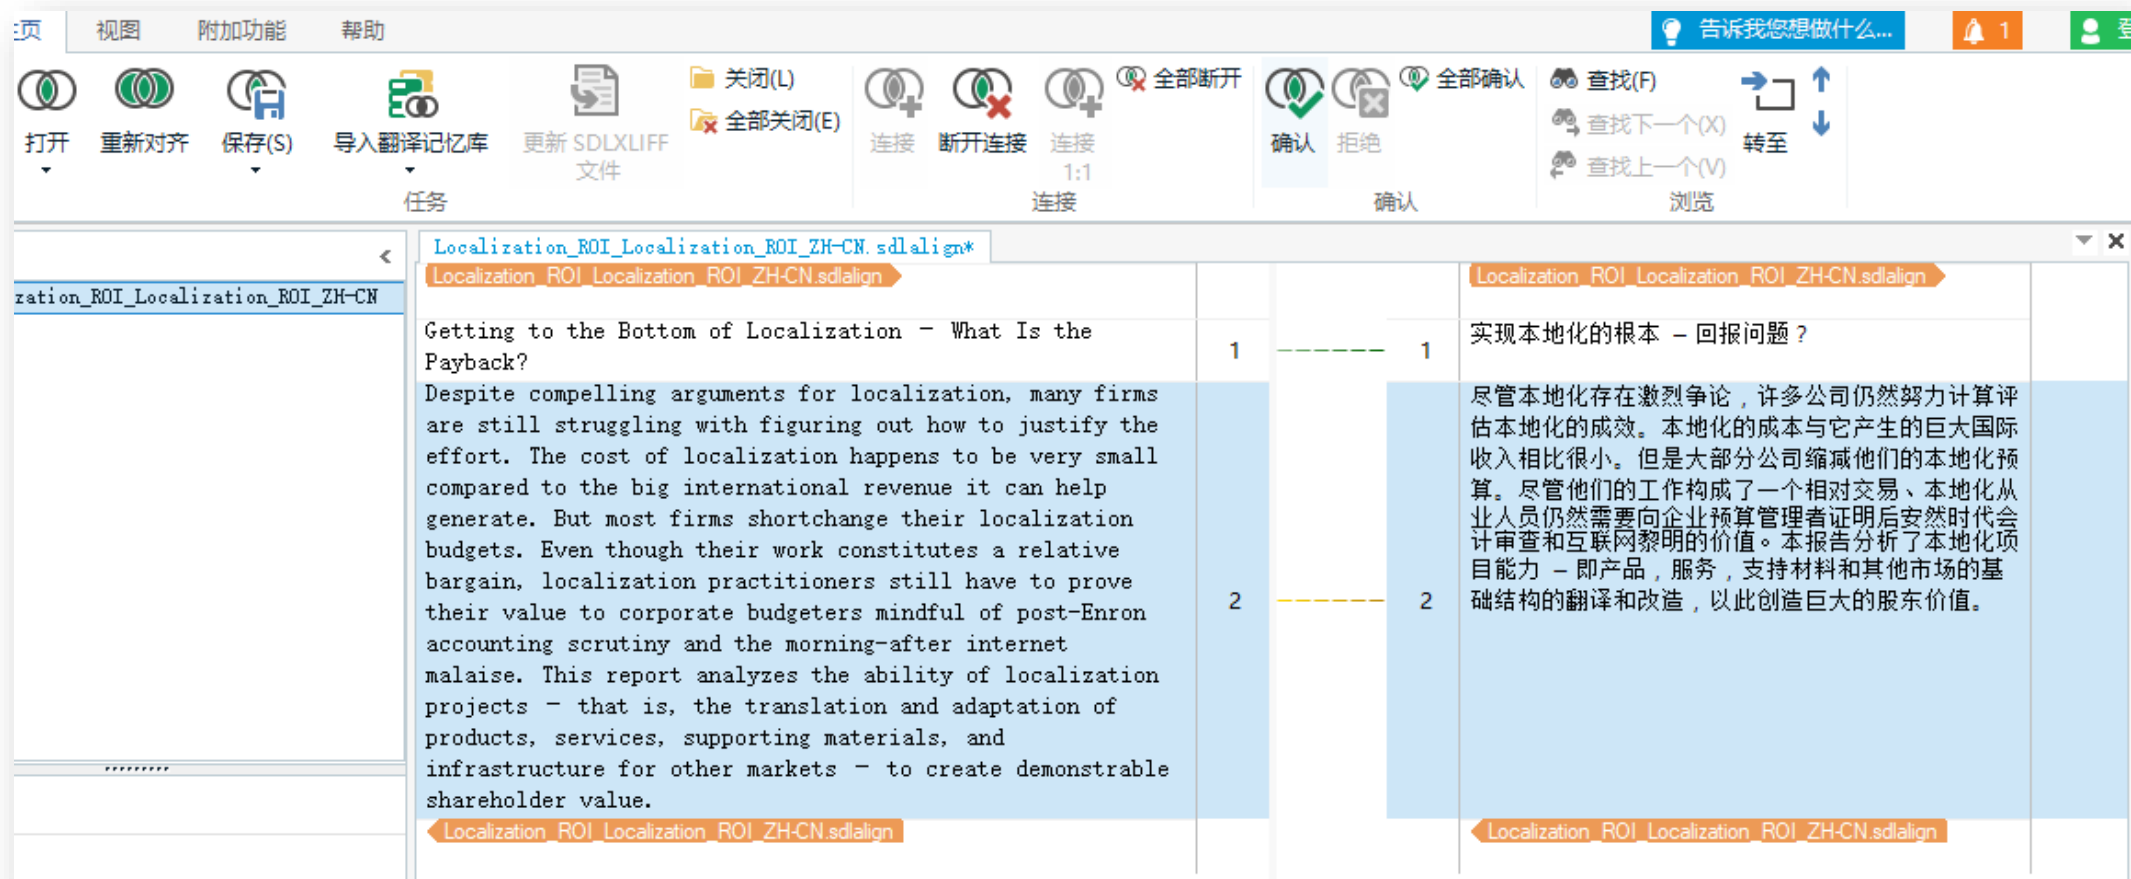 主页 视图 附加功能 帮助 告诉我您想做什么... 1
打开 重新对齐 保存(S) 导入翻译记忆库 更新 SDLXLIFF 文件 关闭(L) 全部关闭(E)
任务
连接 断开连接 连接 1:1 全部断开
连接
确认 拒绝 全部确认
确认
查找(F) 查找下一个(X) 查找上一个(V) 转至
浏览
zation_ROI_Localization_ROI_ZH-CN
Localization_ROI_Localization_ROI_ZH-CN.sdlalign*
Localization_ROI_Localization_ROI_ZH-CN.sdlalign
Getting to the Bottom of Localization – What Is the
Payback?
1
Despite compelling arguments for localization, many firms
are still struggling with figuring out how to justify the
effort. The cost of localization happens to be very small
compared to the big international revenue it can help
generate. But most firms shortchange their localization
budgets. Even though their work constitutes a relative
bargain, localization practitioners still have to prove
their value to corporate budgeters mindful of post-Enron
accounting scrutiny and the morning-after internet
malaise. This report analyzes the ability of localization
projects – that is, the translation and adaptation of
products, services, supporting materials, and
infrastructure for other markets – to create demonstrable
shareholder value.
2
Localization_ROI_Localization_ROI_ZH-CN.sdlalign
Localization_ROI_Localization_ROI_ZH-CN.sdlalign
1
实现本地化的根本 – 回报问题？
2
尽管本地化存在激烈争论，许多公司仍然努力计算评
估本地化的成效。本地化的成本与它产生的巨大国际
收入相比很小。但是大部分公司缩减他们的本地化预
算。尽管他们的工作构成了一个相对交易、本地化从
业人员仍然需要向企业预算管理者证明后安然时代会
计审查和互联网黎明的价值。本报告分析了本地化项
目能力 – 即产品，服务，支持材料和其他市场的基
础结构的翻译和改造，以此创造巨大的股东价值。
Localization_ROI_Localization_ROI_ZH-CN.sdlalign